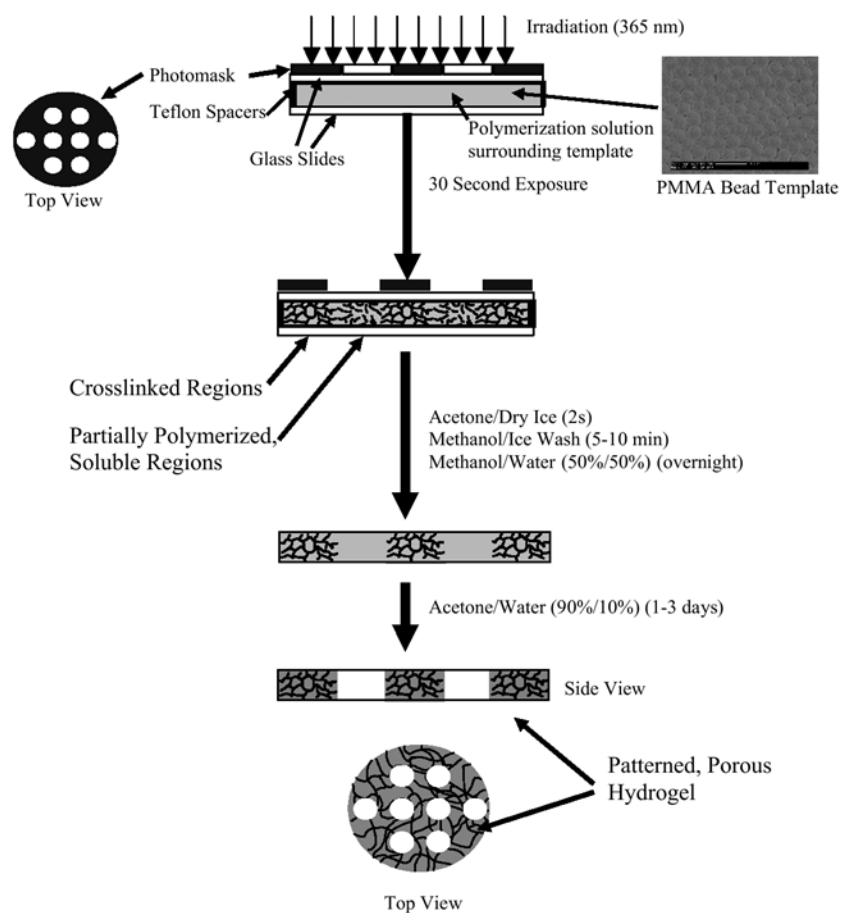 Irradiation (365 nm)
Photomask
Teflon Spacers
Polymerization solution
surrounding template
Glass Slides
PMMA Bead Template
Top View
30 Second Exposure
Crosslinked Regions
Partially Polymerized,
Soluble Regions
Acetone/Dry Ice (2s)
Methanol/Ice Wash (5-10 min)
Methanol/Water (50%/50%) (overnight)
Acetone/Water (90%/10%) (1-3 days)
Side View
Patterned, Porous
Hydrogel
Top View